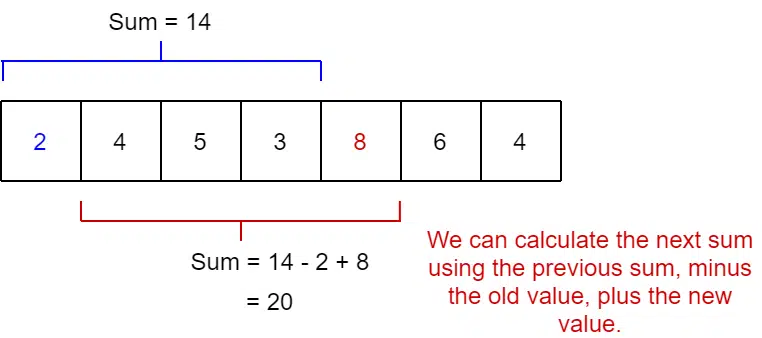 Sum = 14
2 4 5 3 8 6 4
Sum = 14 - 2 + 8
= 20
We can calculate the next sum
using the previous sum, minus
the old value, plus the new
value.